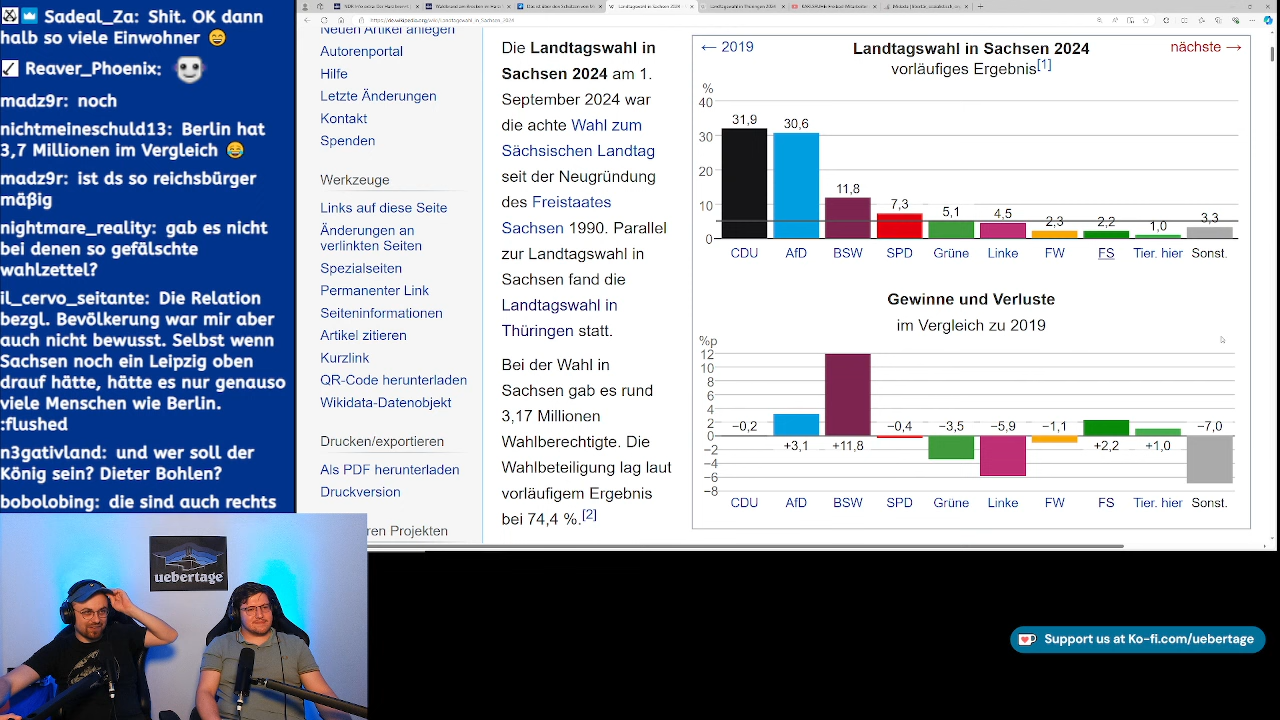 Sadeal_Za: Shit. OK dann
halb so viele Einwohner 😄
Reaver_Phoenix:
madz9r: noch
nichtmeineschuld13: Berlin hat
3,7 Millionen im Vergleich 😂
madz9r: ist ds so reichsbürger
mäßig
nightmare_reality: gab es nicht
bei denen so gefälschte
wahlzettel?
il_cervo_seitante: Die Relation
bezgl. Bevölkerung war mir aber
auch nicht bewusst. Selbst wenn
Sachsen noch ein Leipzig oben
drauf hätte, hätte es nur genauso
viele Menschen wie Berlin.
:flushed
n3gativland: und wer soll der
König sein? Dieter Bohlen?
bobolobing: die sind auch rechts
uebertage
Neuen Artikel anlegen
Autorenportal
Hilfe
Letzte Änderungen
Kontakt
Spenden
Werkzeuge
Links auf diese Seite
Änderungen an
verlinkten Seiten
Spezialseiten
Permanenter Link
Seiteninformationen
Artikel zitieren
Kurzlink
QR-Code herunterladen
Wikidata-Datenobjekt
Drucken/exportieren
Als PDF herunterladen
Druckversion
ren Projekten
Die Landtagswahl in
Sachsen 2024 am 1.
September 2024 war
die achte Wahl zum
Sächsischen Landtag
seit der Neugründung
des Freistaates
Sachsen 1990. Parallel
zur Landtagswahl in
Sachsen fand die
Landtagswahl in
Thüringen statt.
Bei der Wahl in
Sachsen gab es rund
3,17 Millionen
Wahlberechtigte. Die
Wahlbeteiligung lag laut
vorläufigem Ergebnis
bei 74,4 %.[2]
← 2019
Landtagswahl in Sachsen 2024
nächste →
vorläufiges Ergebnis[1]
%
40
30
20
10
0
31,9 30,6 11,8 7,3 5,1 4,5 2,3 2,2 1,0 3,3
CDU AfD BSW SPD Grüne Linke FW FS Tier. hier Sonst.
Gewinne und Verluste
im Vergleich zu 2019
%p
12
10
8
6
4
2
0
−2
−4
−6
−8
−0,2 +3,1 +11,8 −0,4 −3,5 −5,9 −1,1 +2,2 +1,0 −7,0
CDU AfD BSW SPD Grüne Linke FW FS Tier. hier Sonst.
Support us at Ko-fi.com/uebertage